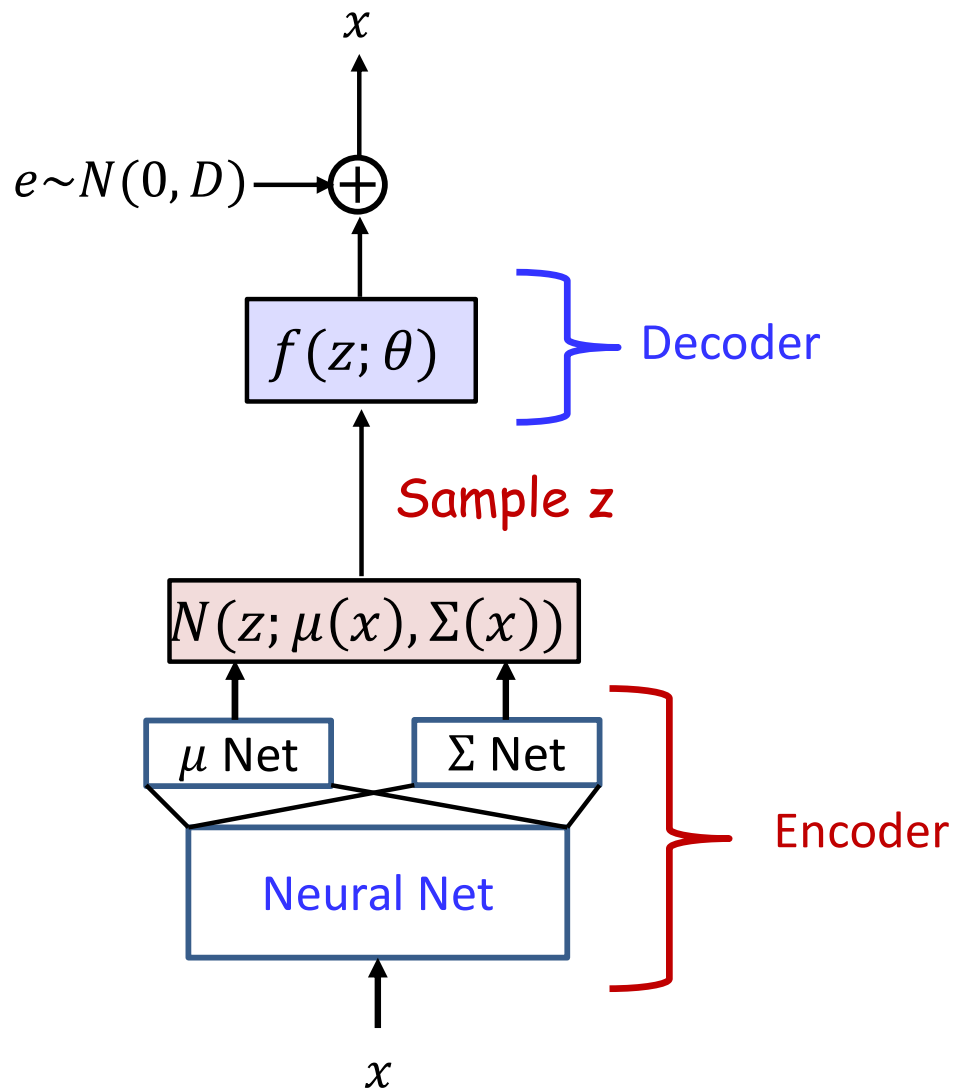 x
e~N(0, D)
f(z; θ)
Decoder
Sample z
N(z; μ(x), Σ(x))
μ Net
Σ Net
Encoder
Neural Net
x